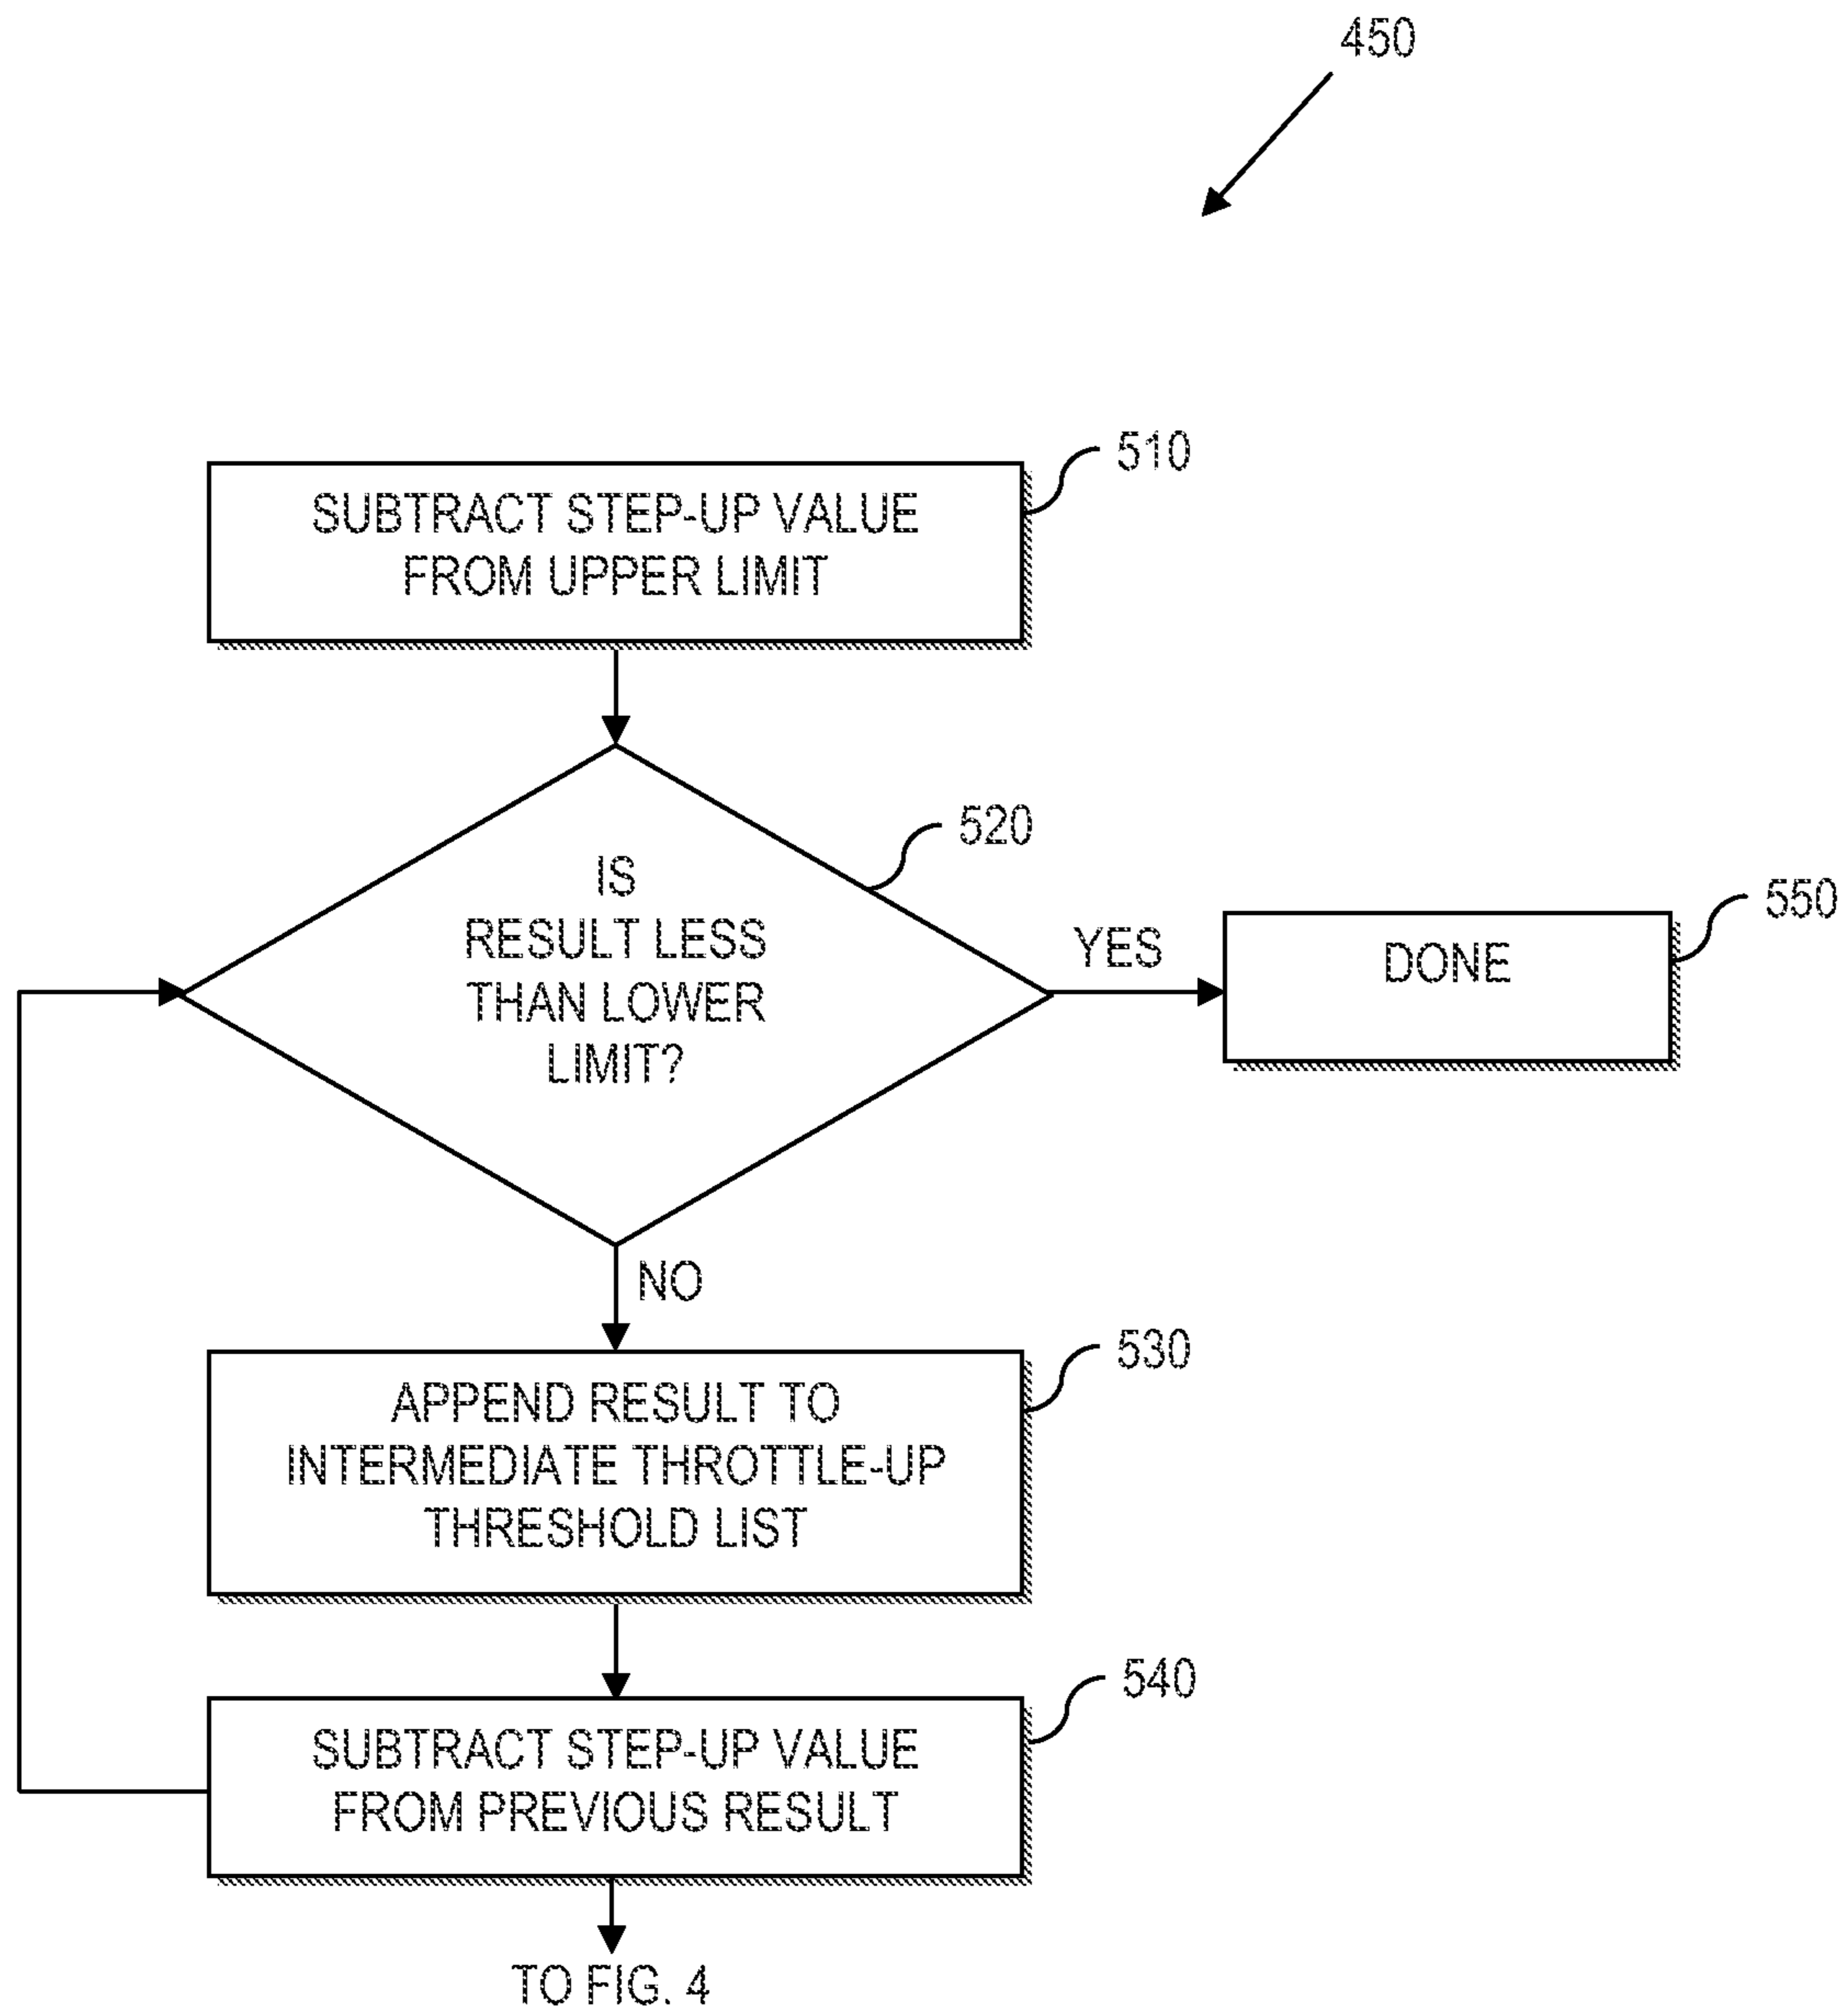 450
510
SUBTRACT STEP-UP VALUE
FROM UPPER LIMIT
520
IS
RESULT LESS
THAN LOWER
LIMIT?
YES
550
DONE
NO
530
APPEND RESULT TO
INTERMEDIATE THROTTLE-UP
THRESHOLD LIST
540
SUBTRACT STEP-UP VALUE
FROM PREVIOUS RESULT
TO FIG. 4